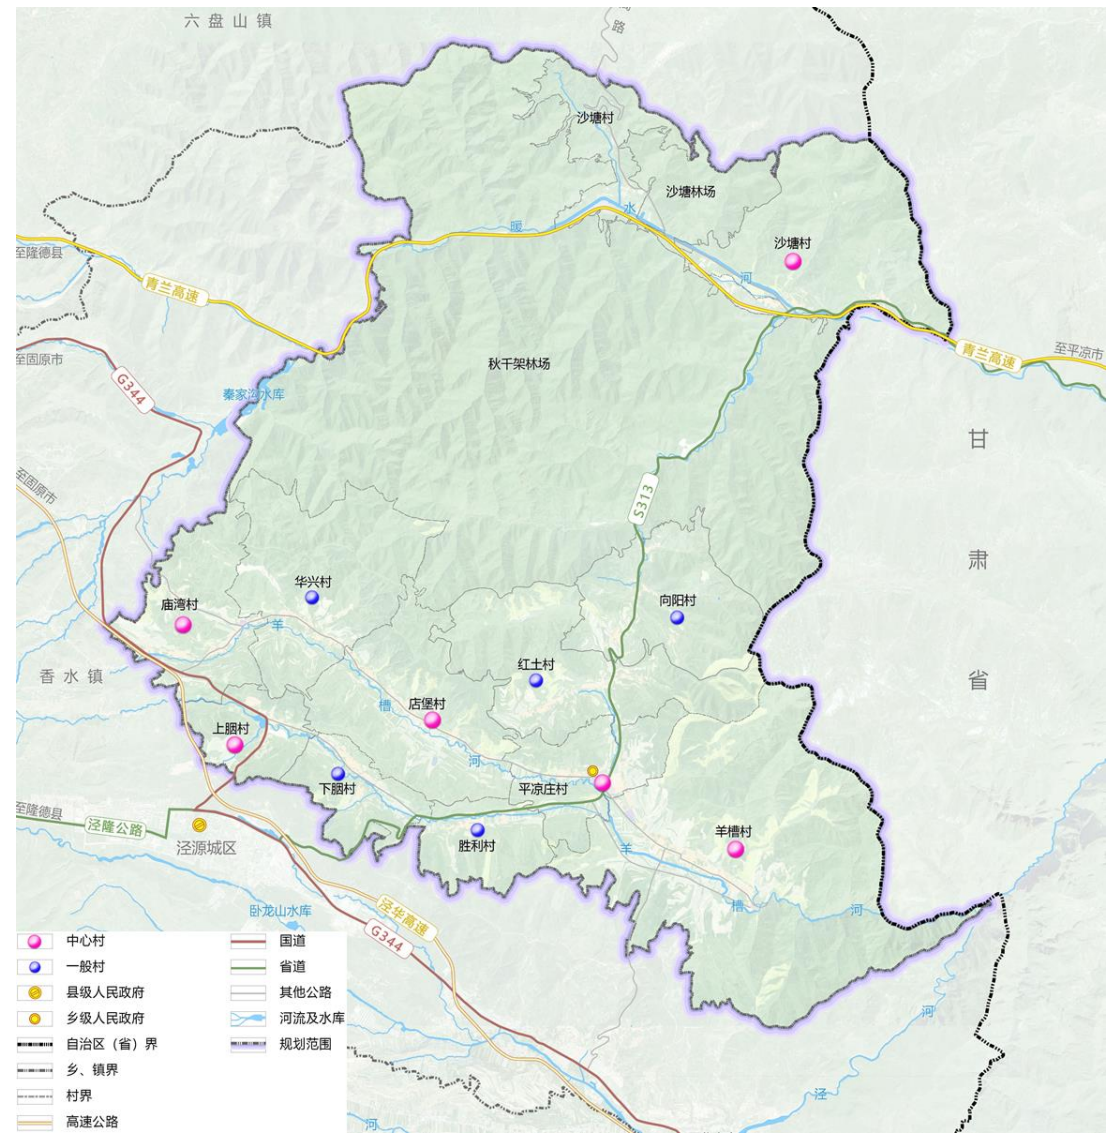 六盘山镇
路
沙塘村
沙塘林场
暖
水
沙塘村
至隆德县
河
青兰高速
青兰高速
至平凉市
至固原市
秋千架林场
G344
秦家沟水库
甘
至固原市
S313
肃
华兴村
向阳村
庙湾村
羊
红土村
香水镇
省
店堡村
槽
上胭村
河
下胭村
平凉庄村
至隆德县
泾隆公路
羊槽村
胜利村
羊
泾源城区
槽
河
卧龙山水库
泾华高速
G344
中心村
国道
一般村
省道
县级人民政府
其他公路
乡级人民政府
河流及水库
自治区（省）界
规划范围
乡、镇界
村界
高速公路
河
泾
河